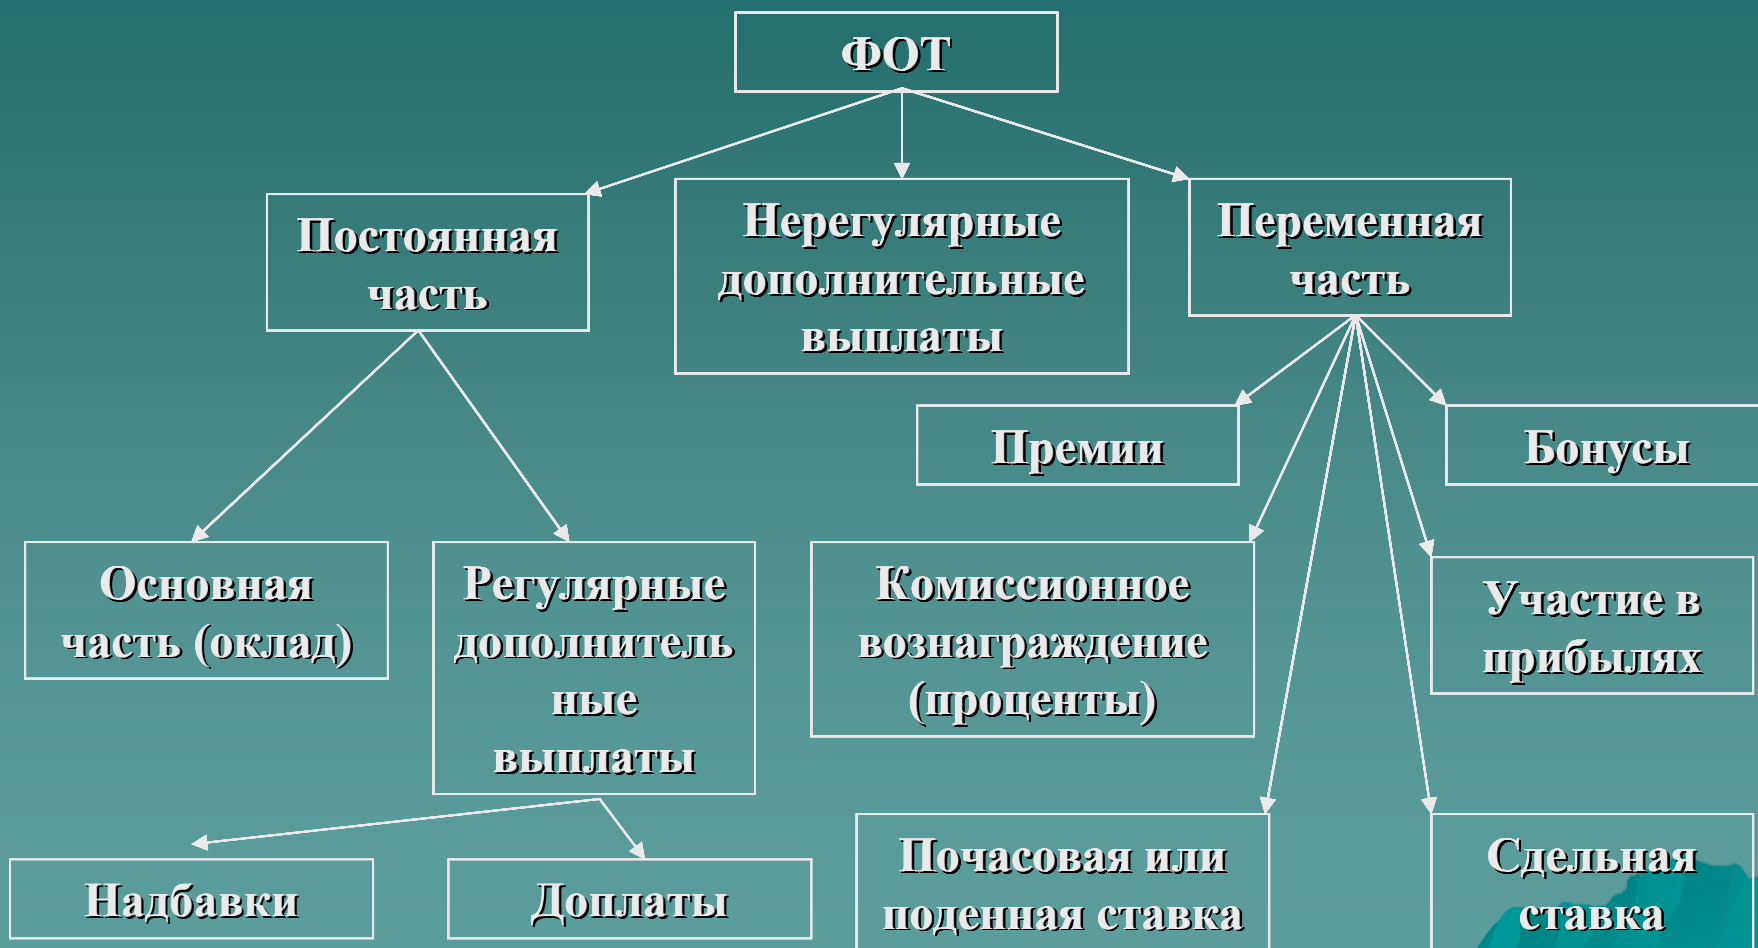 ФОТ
Постоянная
часть
Нерегулярные
дополнительные
выплаты
Переменная
часть
Премии
Бонусы
Основная
часть (оклад)
Регулярные
дополнитель
ные
выплаты
Комиссионное
вознаграждение
(проценты)
Участие в
прибылях
Надбавки
Доплаты
Почасовая или
поденная ставка
Сдельная
ставка